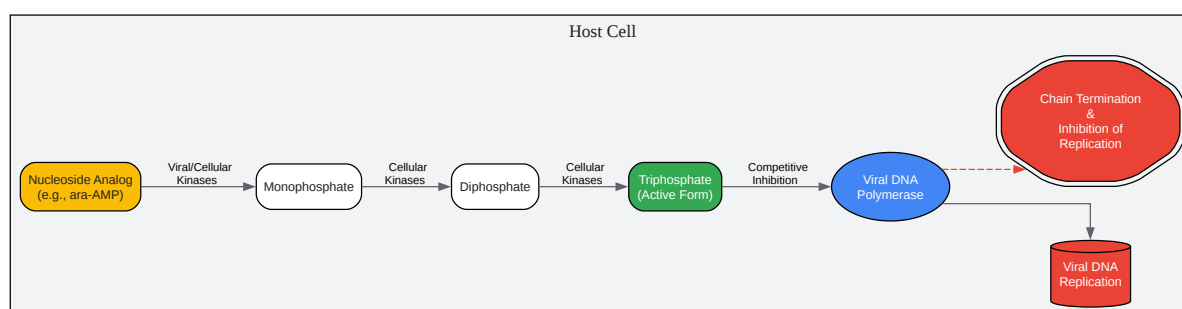 Host Cell
Nucleoside Analog
(e.g., ara-AMP)
Viral/Cellular
Kinases
Monophosphate
Cellular
Kinases
Diphosphate
Cellular
Kinases
Triphosphate
(Active Form)
Competitive
Inhibition
Viral DNA
Polymerase
Chain Termination
&
Inhibition of
Replication
Viral DNA
Replication